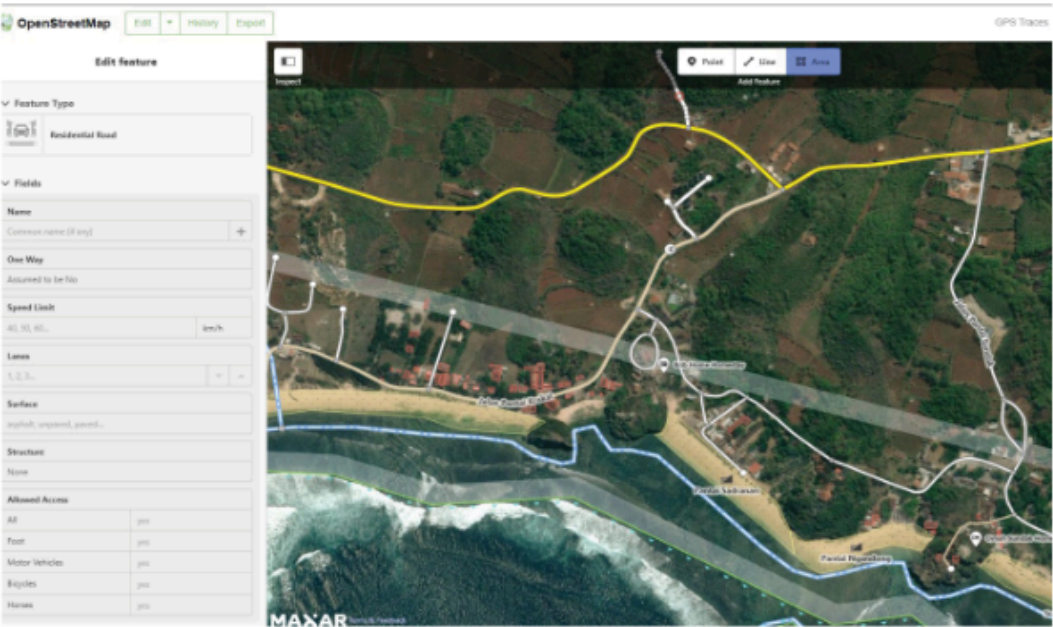 OpenStreetMap
Edit
History
Export
GPS Traces
Edit feature
Inspect
Point
Line
Area
Add Feature
Feature Type
Residential Road
Fields
Name
Common name (if any)
One Way
Assumed to be No
Speed Limit
40, 50, 60...
km/h
Lanes
1, 2, 3...
Surface
asphalt, unpaved, paved...
Structure
None
Allowed Access
All
yes
Foot
yes
Motor Vehicles
yes
Bicycles
yes
Horses
yes
Jalan Pantai
Pantai Sadranan
Pantai Ngandong
MAXAR